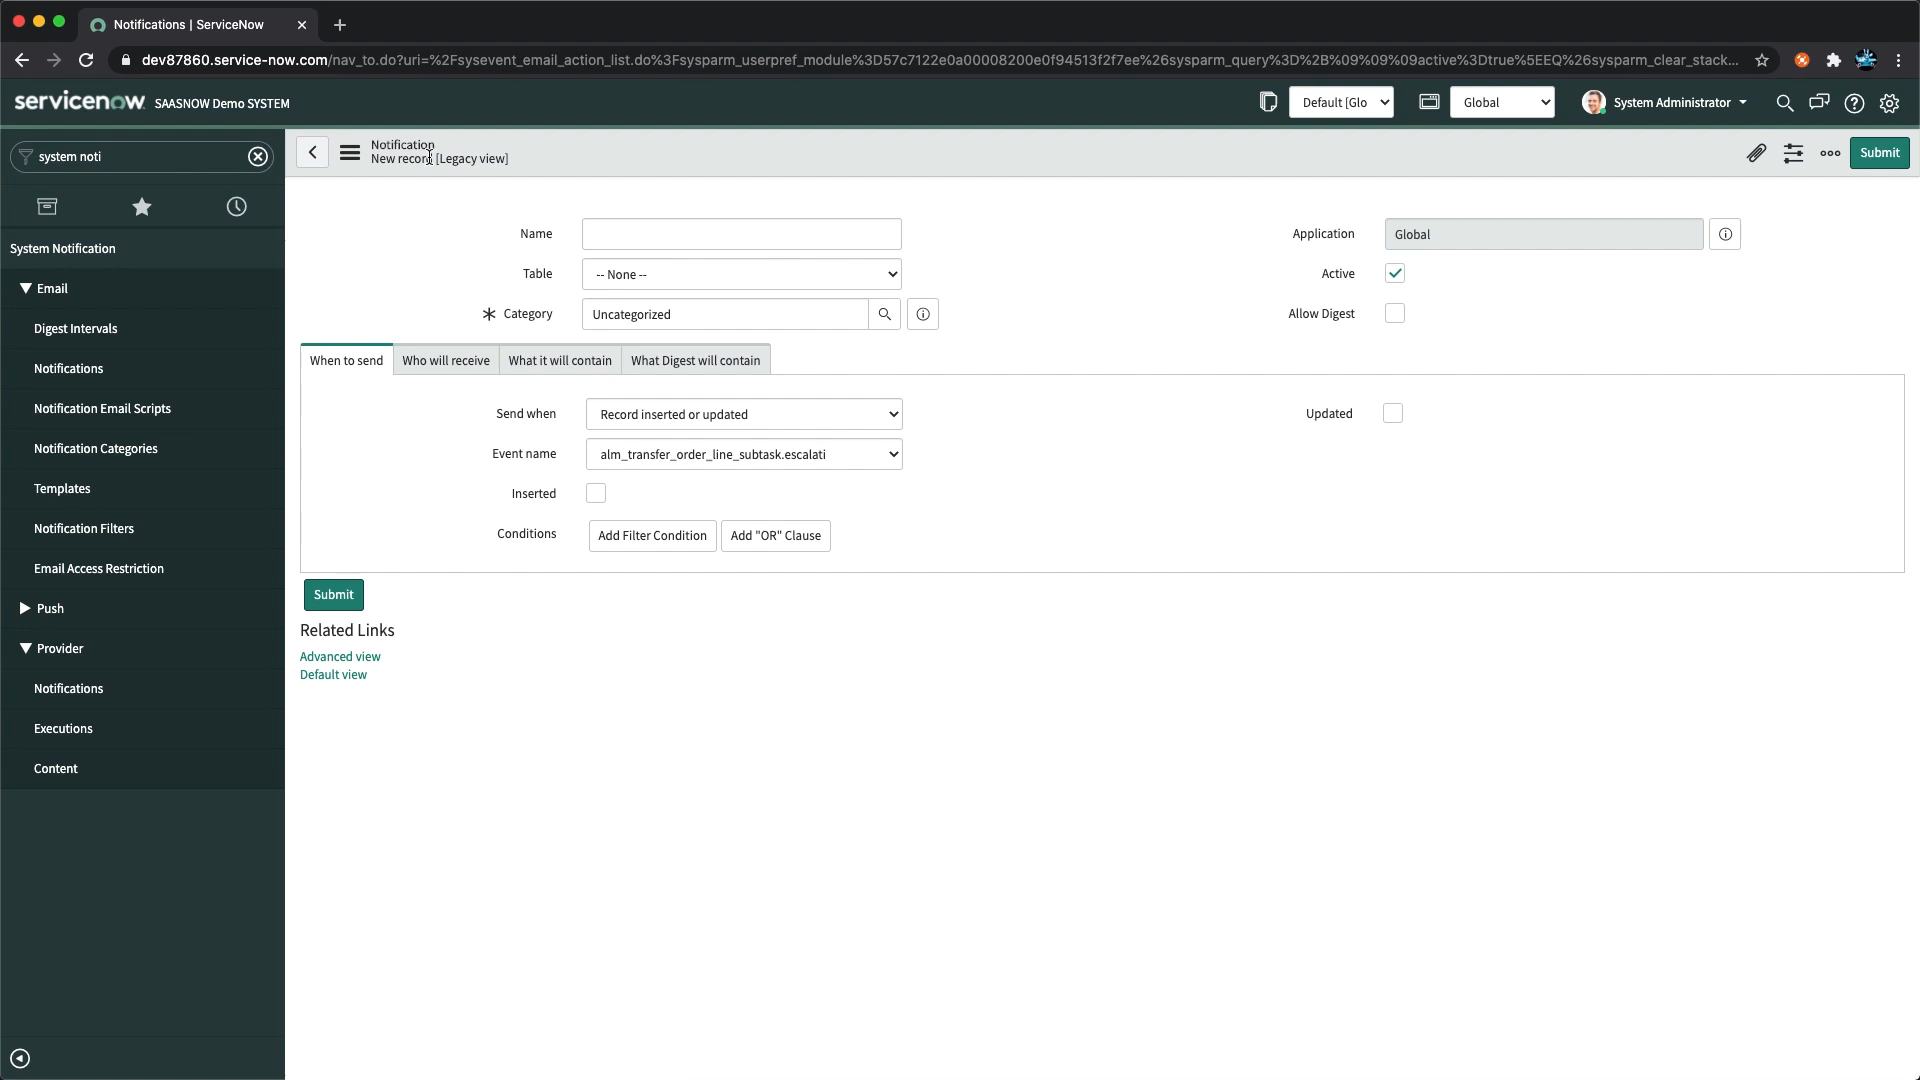 Notifications | ServiceNow
dev87860.service-now.com/nav_to.do?uri=%2Fsysevent_email_action_list.do%3Fsysparm_userpref_module%3D57c7122e0a00008200e0f94513f2f7ee%26sysparm_query%3D%2B%09%09%09active%3Dtrue%5EEQ%26sysparm_clear_stack...
servicenow SAASNOW Demo SYSTEM
Default [Glo
Global
System Administrator
system noti
Notification
New record [Legacy view]
Submit
System Notification
Email
Digest Intervals
Notifications
Notification Email Scripts
Notification Categories
Templates
Notification Filters
Email Access Restriction
Push
Provider
Notifications
Executions
Content
Name
Application
Global
Table
-- None --
Active
Category
Uncategorized
Allow Digest
When to send
Who will receive
What it will contain
What Digest will contain
Send when
Record inserted or updated
Updated
Event name
alm_transfer_order_line_subtask.escalati
Inserted
Conditions
Add Filter Condition
Add "OR" Clause
Submit
Related Links
Advanced view
Default view